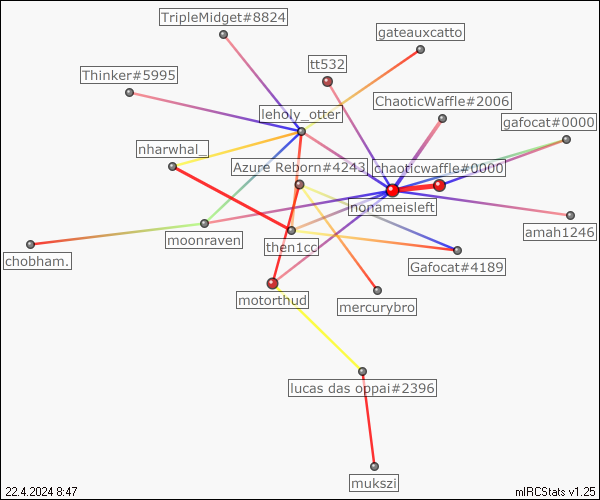 TripleMidget#8824
gateauxcatto
tt532
Thinker#5995
ChaoticWaffle#2006
leholy_otter
gafocat#0000
nharwhal_
Azure Reborn#4243
chaoticwaffle#0000
nonameisleft
amah1246
moonraven
then1cc
chobham.
Gafocat#4189
motorthud
mercurybro
lucas das oppai#2396
mukszi
22.4.2024 8:47
mIRCStats v1.25